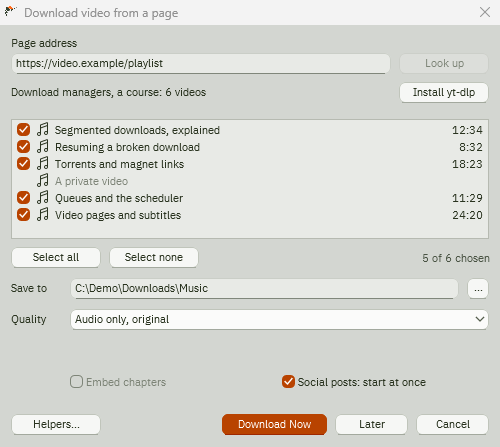 Download video from a page
Page address
https://video.example/playlist Look up
Download managers, a course: 6 videos Install yt-dlp
Segmented downloads, explained 12:34
Resuming a broken download 8:32
Torrents and magnet links 18:23
A private video
Queues and the scheduler 11:29
Video pages and subtitles 24:20
Select all Select none 5 of 6 chosen
Save to C:\Demo\Downloads\Music ...
Quality Audio only, original
Embed chapters Social posts: start at once
Helpers... Download Now Later Cancel